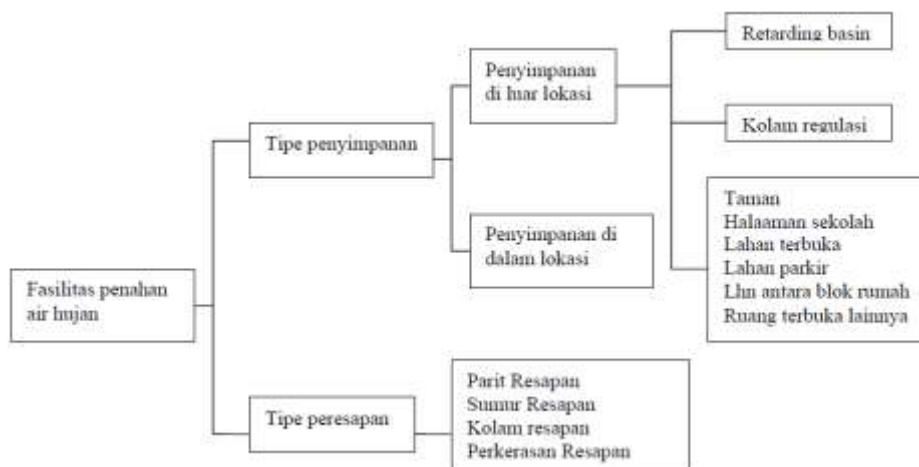 Fasilitas penahan
air hujan
Tipe penyimpanan
Penyimpanan
di luar lokasi
Retarding basin
Kolam regulasi
Taman
Halaaman sekolah
Lahan terbuka
Lahan parkir
Lhn antara blok rumah
Ruang terbuka lainnya
Penyimpanan di
dalam lokasi
Tipe peresapan
Parit Resapan
Sumur Resapan
Kolam resapan
Perkerasan Resapan